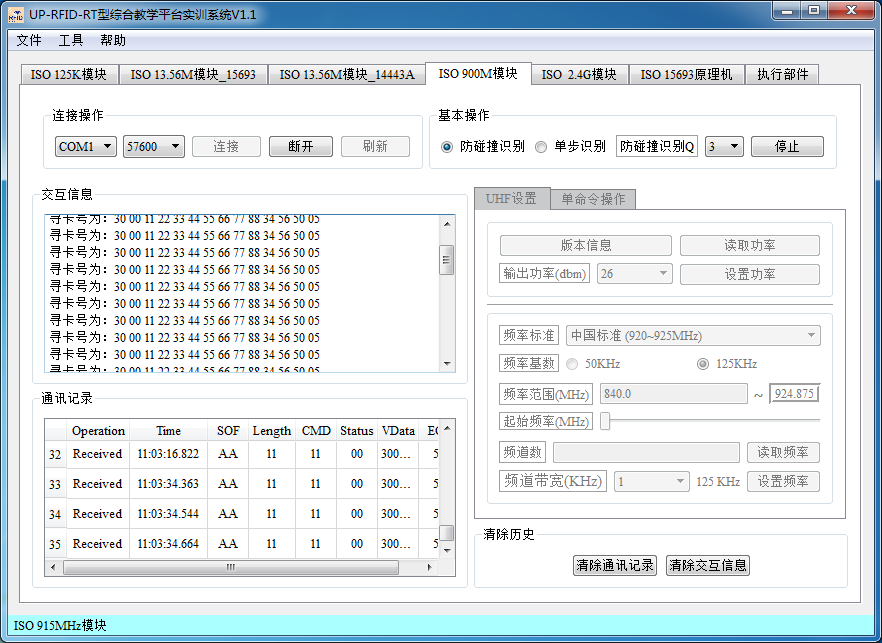 UP-RFID-RT型综合教学平台实训系统V1.1
文件 工具 帮助
ISO 125K模块 ISO 13.56M模块_15693 ISO 13.56M模块_14443A ISO 900M模块 ISO 2.4G模块 ISO 15693原理机 执行部件
连接操作
COM1 57600 连接 断开 刷新
基本操作
防碰撞识别 单步识别 防碰撞识别Q 3 停止
交互信息
寻卡号为: 30 00 11 22 33 44 55 66 77 88 34 56 50 05
寻卡号为: 30 00 11 22 33 44 55 66 77 88 34 56 50 05
寻卡号为: 30 00 11 22 33 44 55 66 77 88 34 56 50 05
寻卡号为: 30 00 11 22 33 44 55 66 77 88 34 56 50 05
寻卡号为: 30 00 11 22 33 44 55 66 77 88 34 56 50 05
寻卡号为: 30 00 11 22 33 44 55 66 77 88 34 56 50 05
寻卡号为: 30 00 11 22 33 44 55 66 77 88 34 56 50 05
寻卡号为: 30 00 11 22 33 44 55 66 77 88 34 56 50 05
寻卡号为: 30 00 11 22 33 44 55 66 77 88 34 56 50 05
寻卡号为: 30 00 11 22 33 44 55 66 77 88 34 56 50 05
通讯记录
Operation Time SOF Length CMD Status VData
32 Received 11:03:16.822 AA 11 11 00 300... 5
33 Received 11:03:34.363 AA 11 11 00 300... 5
34 Received 11:03:34.544 AA 11 11 00 300... 5
35 Received 11:03:34.664 AA 11 11 00 300... 5
UHF设置 单命令操作
版本信息 读取功率
输出功率(dbm) 26 设置功率
频率标准 中国标准 (920~925MHz)
频率基数 50KHz 125KHz
频率范围(MHz) 840.0 ~ 924.875
起始频率(MHz)
频道数 读取频率
频道带宽(KHz) 1 125 KHz 设置频率
清除历史
清除通讯记录 清除交互信息
ISO 915MHz模块